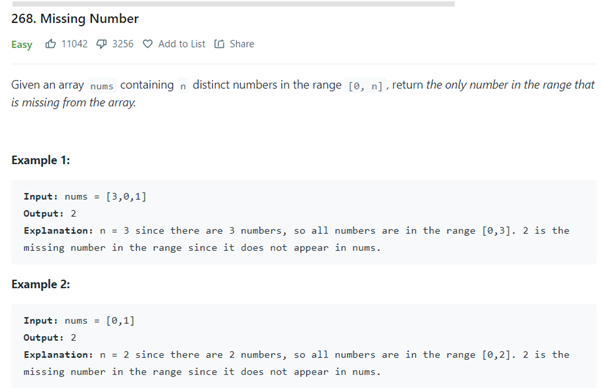 268. Missing Number
Easy 11042 3256 Add to List Share
Given an array nums containing n distinct numbers in the range [0, n], return the only number in the range that
is missing from the array.
Example 1:
Input: nums = [3,0,1]
Output: 2
Explanation: n = 3 since there are 3 numbers, so all numbers are in the range [0,3]. 2 is the
missing number in the range since it does not appear in nums.
Example 2:
Input: nums = [0,1]
Output: 2
Explanation: n = 2 since there are 2 numbers, so all numbers are in the range [0,2]. 2 is the
missing number in the range since it does not appear in nums.